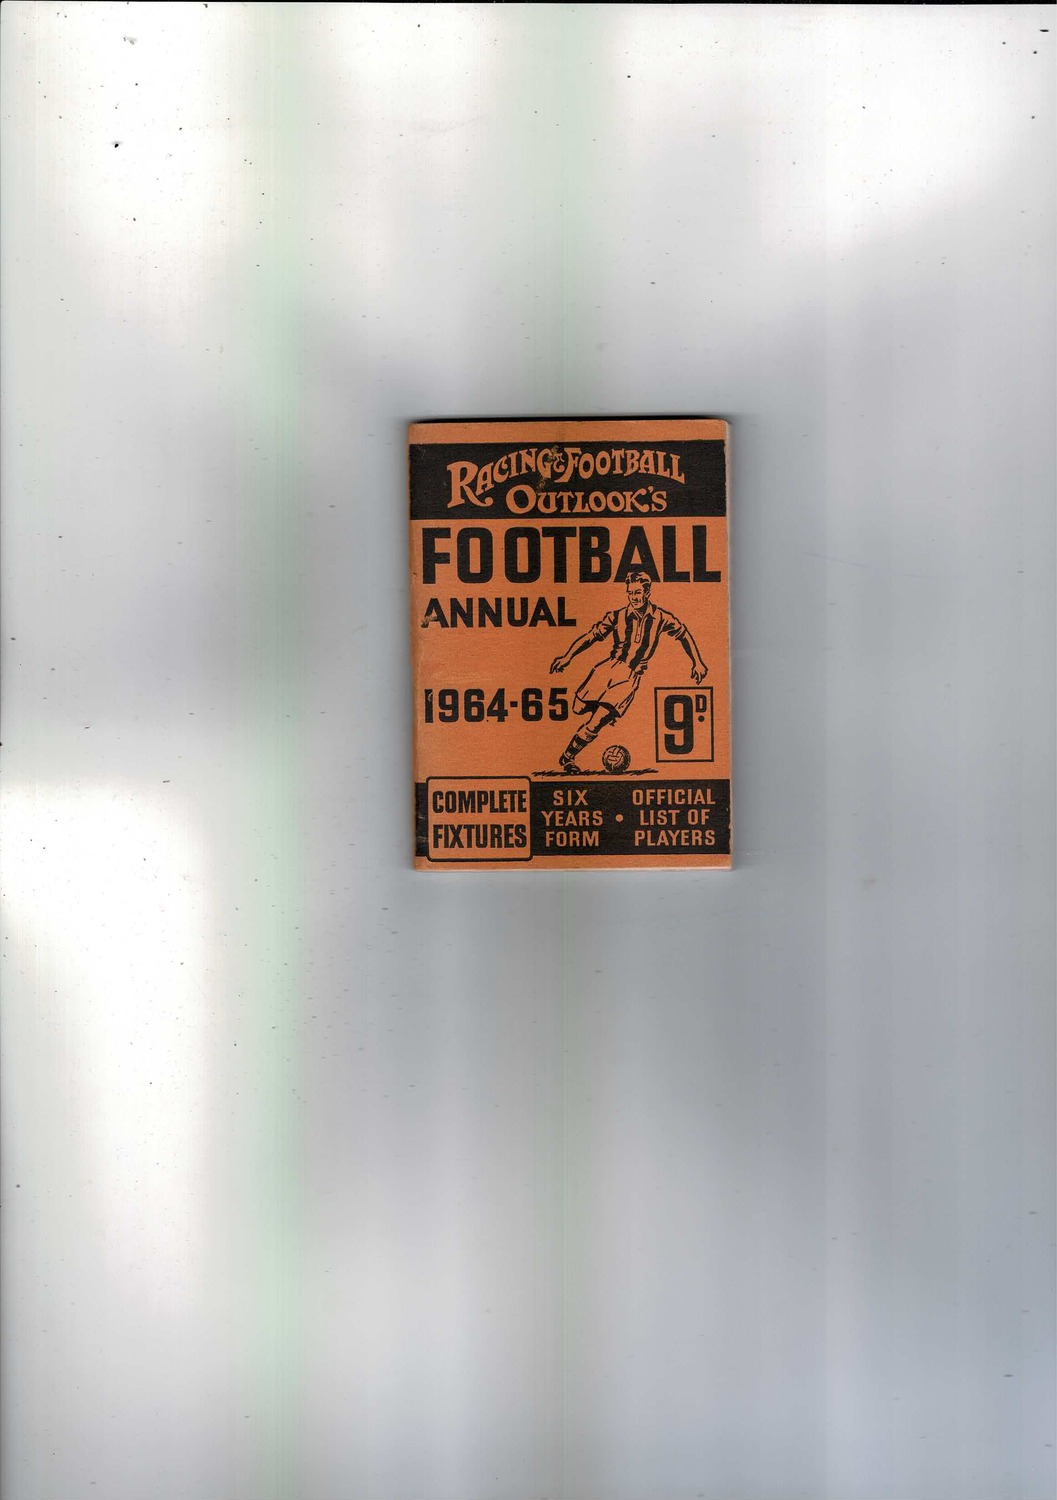 RACING & FOOTBALL
OUTLOOK'S
FOOTBALL
ANNUAL
1964-65
9D.
COMPLETE
FIXTURES
SIX
YEARS
FORM
•
OFFICIAL
LIST OF
PLAYERS